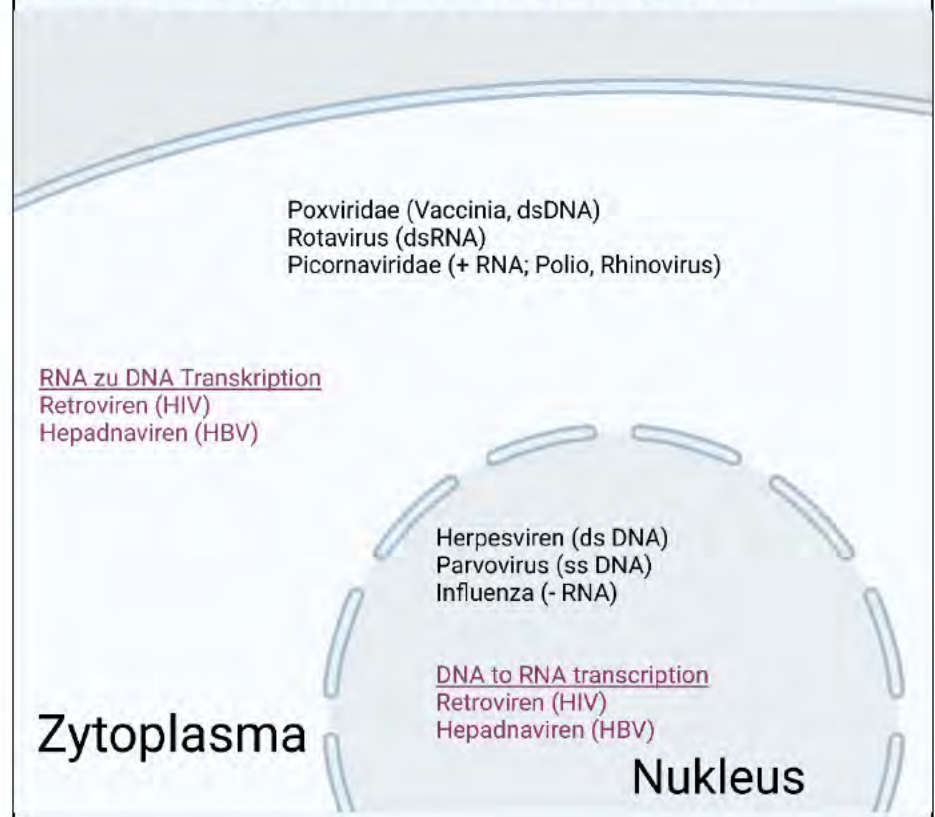 Poxviridae (Vaccinia, dsDNA)
Rotavirus (dsRNA)
Picornaviridae (+ RNA; Polio, Rhinovirus)
RNA zu DNA Transkription
Retroviren (HIV)
Hepadnaviren (HBV)
Herpesviren (ds DNA)
Parvovirus (ss DNA)
Influenza (- RNA)
DNA to RNA transcription
Retroviren (HIV)
Hepadnaviren (HBV)
Zytoplasma
Nukleus